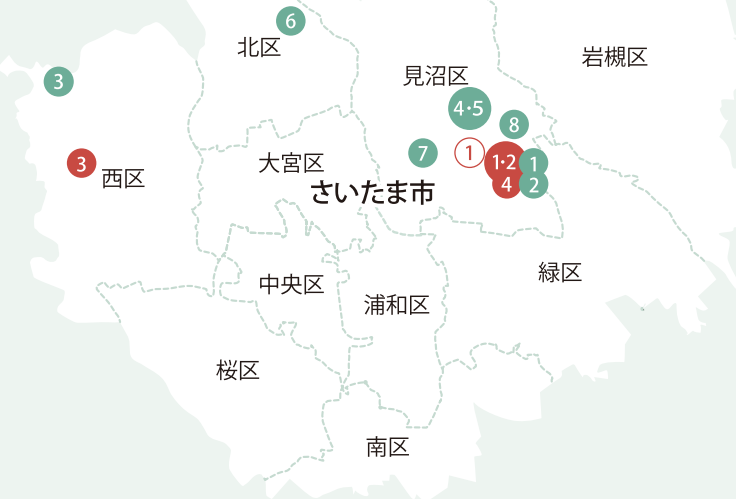 6
北区
岩槻区
見沼区
3
4・5
8
7
1
1・2
1
3
大宮区
西区
4
2
さいたま市
緑区
中央区
浦和区
桜区
南区